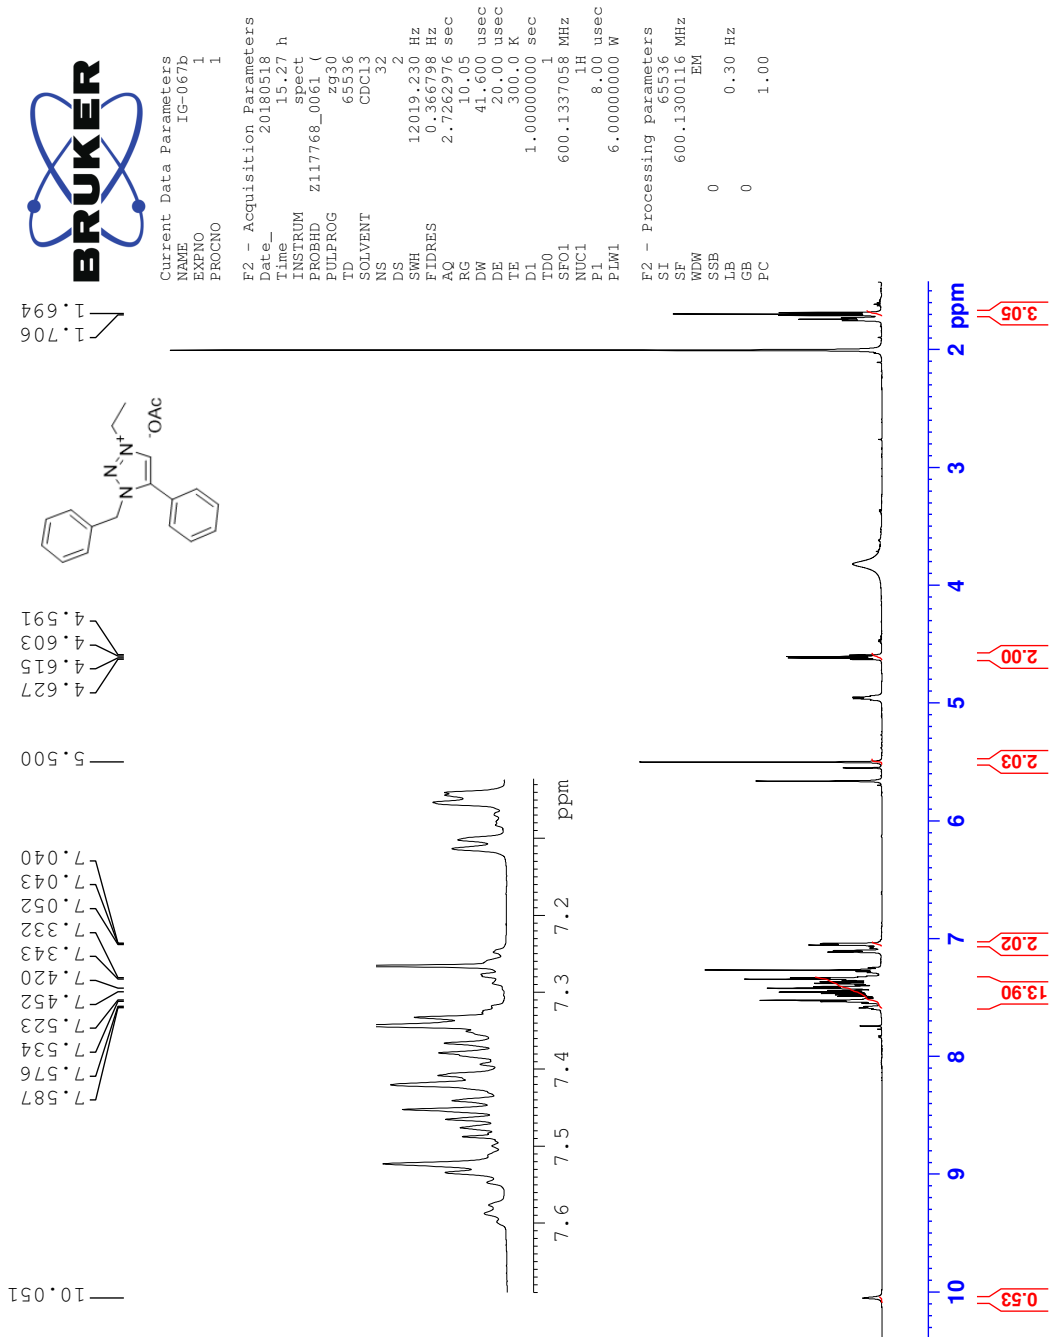 BRUKER
Current Data Parameters
NAME IG-067b
EXPNO 1
PROCNO 1
F2 - Acquisition Parameters
Date_ 20180518
Time 15.27 h
INSTRUM spect
PROBHD Z117768_0061 (
PULPROG zg30
TD 65536
SOLVENT CDCl3
NS 32
DS 2
SWH 12019.230 Hz
FIDRES 0.366798 Hz
AQ 2.7262976 sec
RG 10.05
DW 41.600 usec
DE 20.00 usec
TE 300.0 K
D1 1.00000000 sec
TD0 1
SFO1 600.1337058 MHz
NUC1 1H
P1 8.00 usec
PLW1 6.00000000 W
F2 - Processing parameters
SI 65536
SF 600.1300116 MHz
WDW EM
SSB 0
LB 0.30 Hz
GB 0
PC 1.00
10.051
7.587
7.576
7.534
7.523
7.452
7.420
7.343
7.332
7.052
7.043
7.040
5.500
4.627
4.615
4.603
4.591
1.706
1.694
N
N
N+
-OAc
7.6 7.5 7.4 7.3 7.2 ppm
10 9 8 7 6 5 4 3 2 ppm
0.53
13.90
2.02
2.03
2.00
3.05